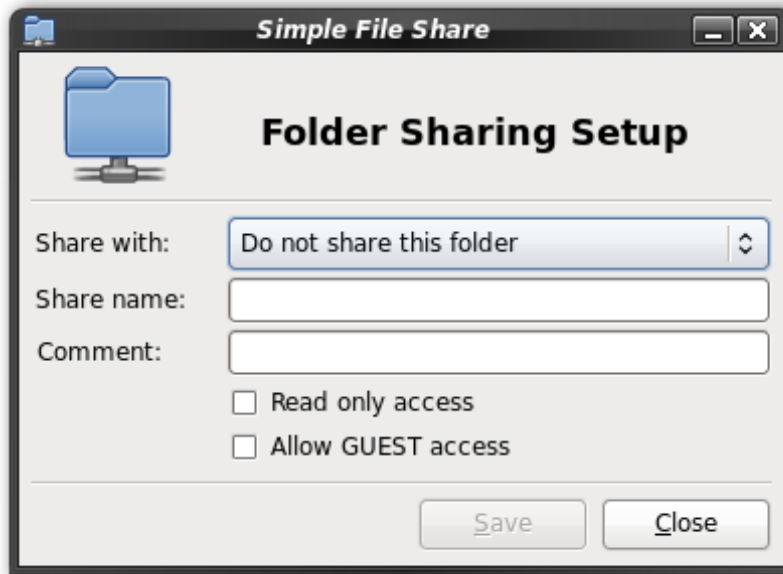 Simple File Share
Folder Sharing Setup
Share with: Do not share this folder
Share name:
Comment:
Read only access
Allow GUEST access
Save Close